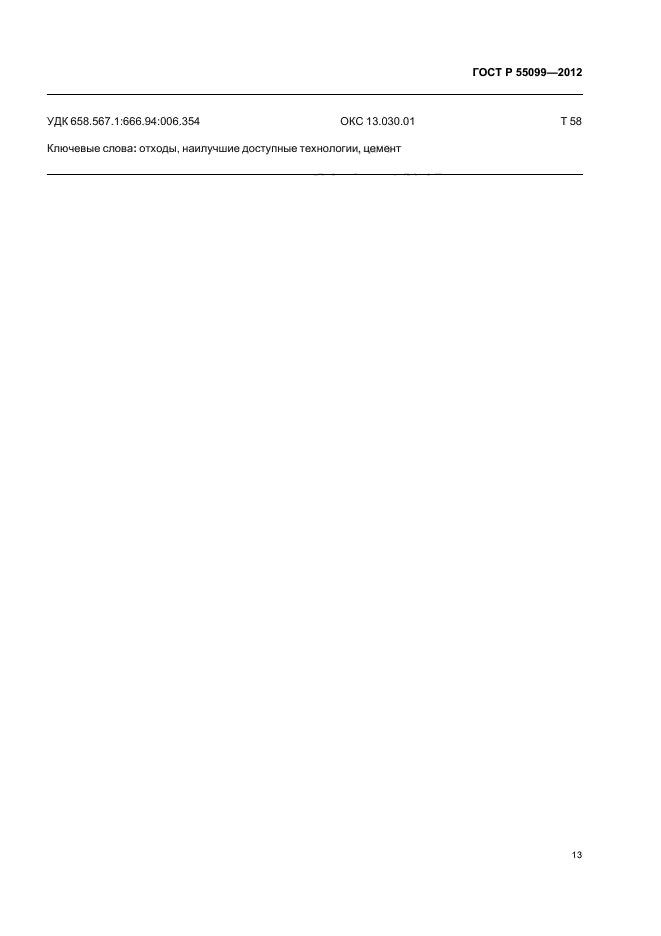 ГОСТ Р 55099—2012
УДК 658.567.1:666.94:006.354 ОКС 13.030.01 Т 58
Ключевые слова: отходы, наилучшие доступные технологии, цемент
13